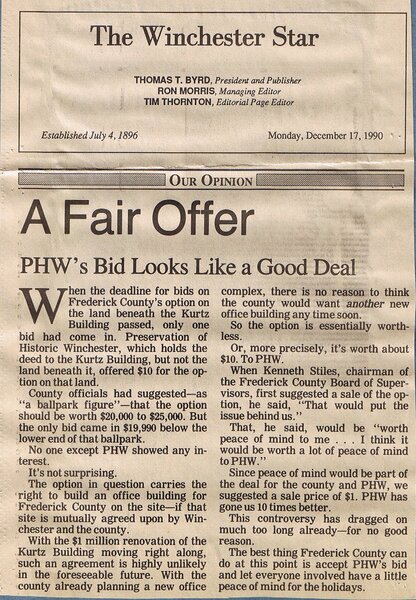 The Winchester Star
THOMAS T. BYRD, President and Publisher
RON MORRIS, Managing Editor
TIM THORNTON, Editorial Page Editor
Established July 4, 1896
Monday, December 17, 1990
OUR OPINION
A Fair Offer
PHW's Bid Looks Like a Good Deal
When the deadline for bids on
Frederick County's option on
the land beneath the Kurtz
Building passed, only one
bid had come in. Preservation of
Historic Winchester, which holds the
deed to the Kurtz Building, but not the
land beneath it, offered $10 for the
option on that land.
County officials had suggested—as
"a ballpark figure"—that the option
should be worth $20,000 to $25,000. But
the only bid came in $19,990 below the
lower end of that ballpark.
No one except PHW showed any in-
terest.
It's not surprising.
The option in question carries the
right to build an office building for
Frederick County on the site—if that
site is mutually agreed upon by Win-
chester and the county.
With the $1 million renovation of the
Kurtz Building moving right along,
such an agreement is highly unlikely
in the foreseeable future. With the
county already planning a new office
complex, there is no reason to think
the county would want another new
office building any time soon.
So the option is essentially worth-
less.
Or, more precisely, it's worth about
$10. To PHW.
When Kenneth Stiles, chairman of
the Frederick County Board of Super-
visors, first suggested a sale of the op-
tion, he said, "That would put the
issue behind us."
That, he said, would be "worth
peace of mind to me . . . I think it
would be worth a lot of peace of mind
to PHW."
Since peace of mind would be part of
the deal for the county and PHW, we
suggested a sale price of $1. PHW has
gone us 10 times better.
This controversy has dragged on
much too long already—for no good
reason.
The best thing Frederick County can
do at this point is accept PHW's bid
and let everyone involved have a little
peace of mind for the holidays.